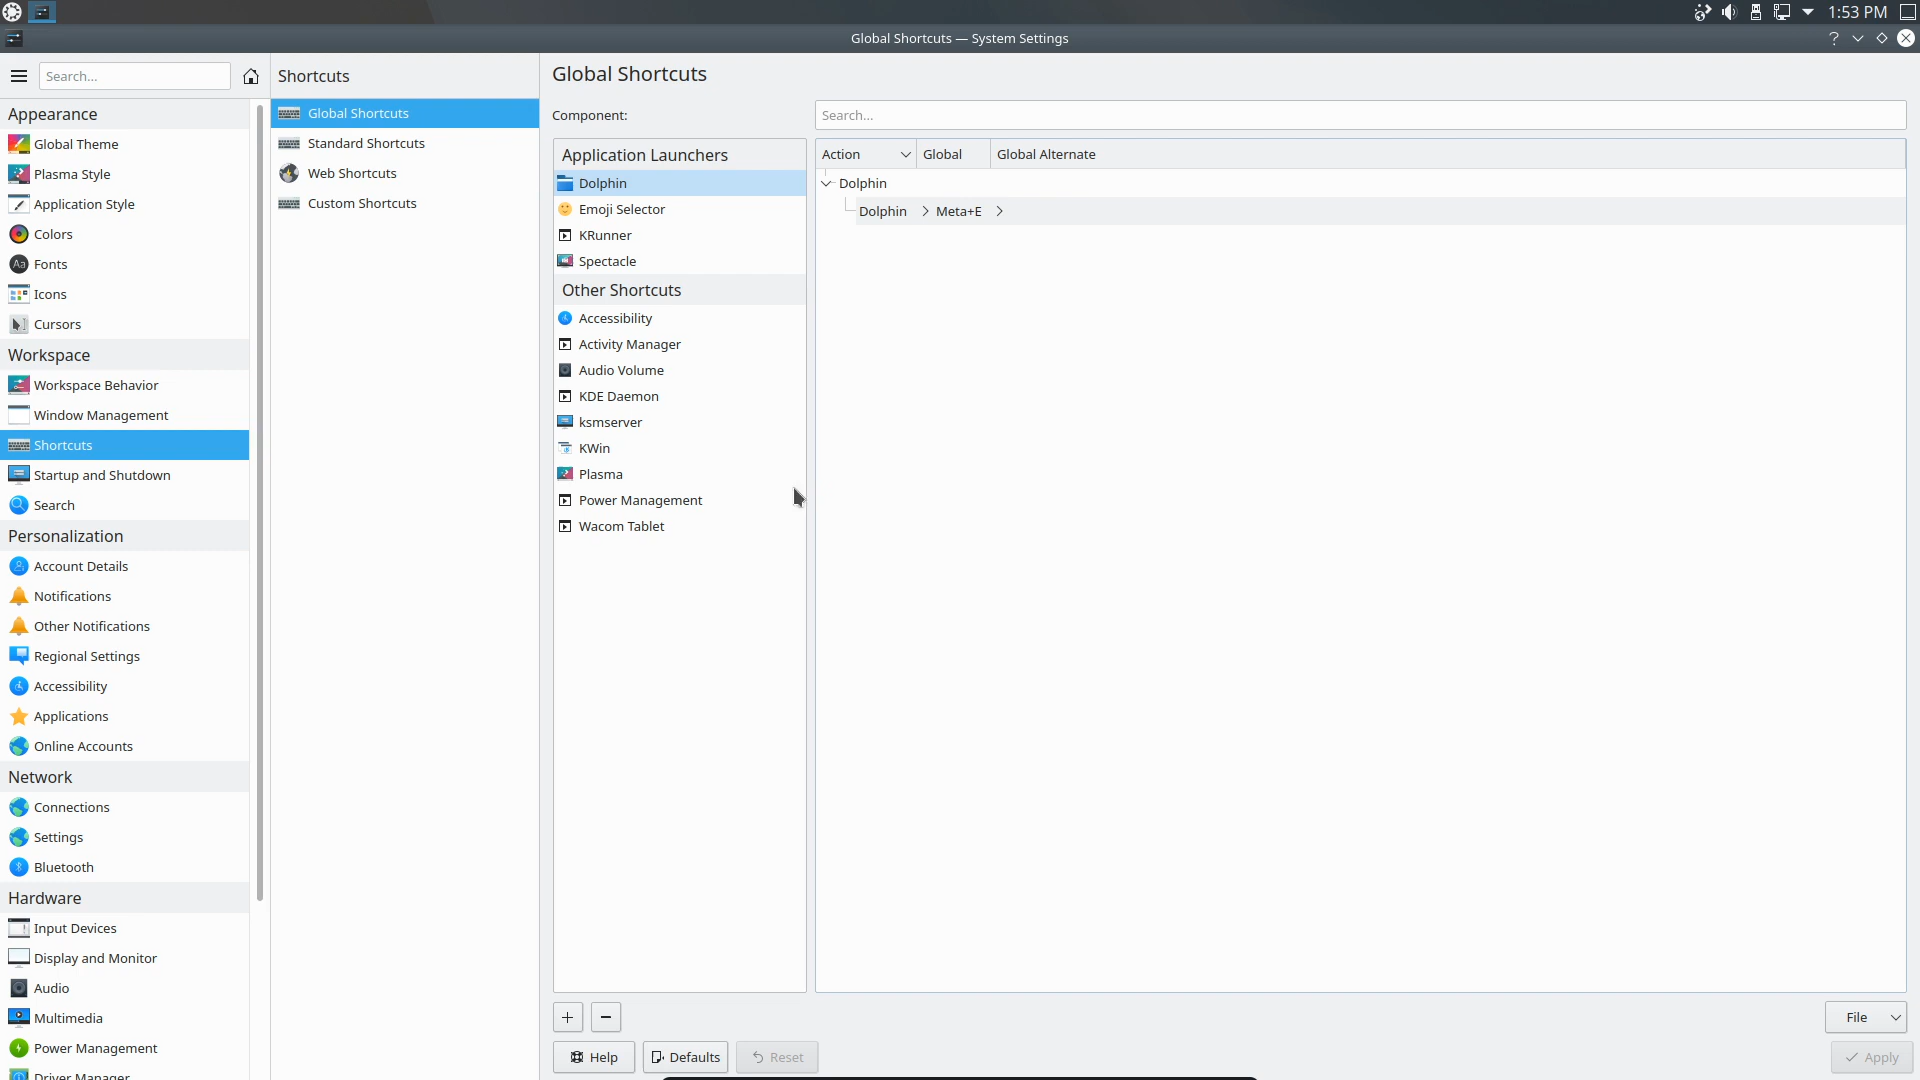 1:53 PM
Global Shortcuts — System Settings
Search...
Shortcuts
Global Shortcuts
Appearance
Global Theme
Plasma Style
Application Style
Colors
Fonts
Icons
Cursors
Workspace
Workspace Behavior
Window Management
Shortcuts
Startup and Shutdown
Search
Personalization
Account Details
Notifications
Other Notifications
Regional Settings
Accessibility
Applications
Online Accounts
Network
Connections
Settings
Bluetooth
Hardware
Input Devices
Display and Monitor
Audio
Multimedia
Power Management
Driver Manager
Global Shortcuts
Standard Shortcuts
Web Shortcuts
Custom Shortcuts
Component:
Search...
Application Launchers
Dolphin
Emoji Selector
KRunner
Spectacle
Other Shortcuts
Accessibility
Activity Manager
Audio Volume
KDE Daemon
ksmserver
KWin
Plasma
Power Management
Wacom Tablet
Action Global Global Alternate
Dolphin
Dolphin Meta+E
File
Help Defaults Reset Apply